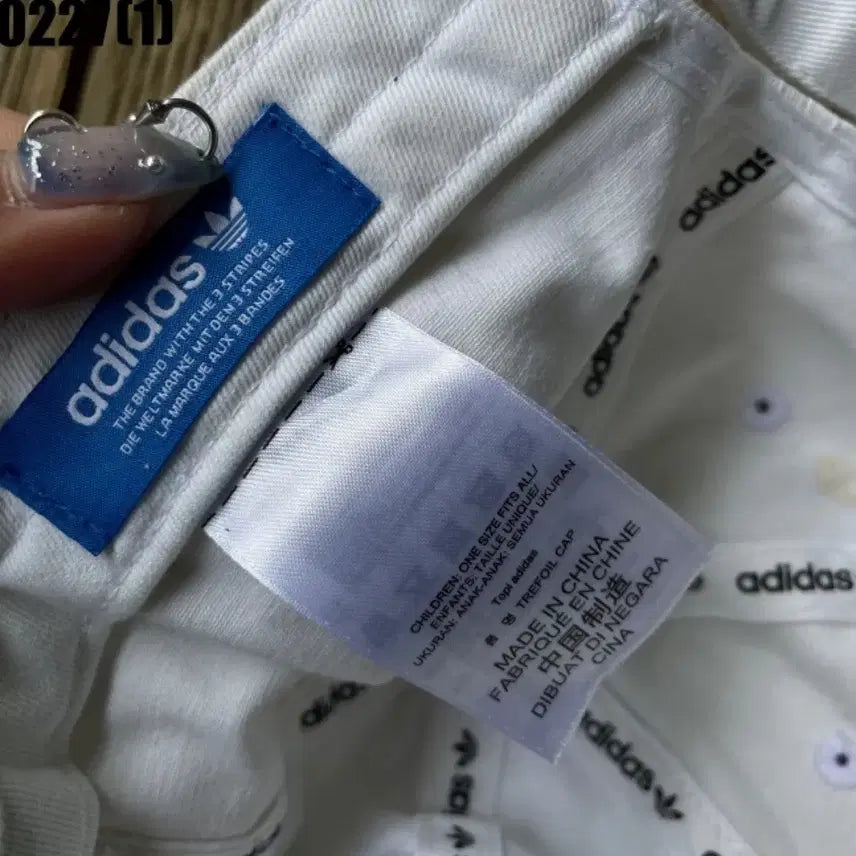 0227(1)
adidas
THE BRAND WITH THE 3 STRIPES
DIE WELTMARKE MIT DEN 3 STREIFEN
LA MARQUE AUX 3 BANDES
CHILDREN: ONE SIZE FITS ALL/
ENFANTS: TAILLE UNIQUE/
UKURAN: ANAK-ANAK: SEMUA UKURAN
Topi adidas
TREFOIL CAP
MADE IN CHINA
FABRIQUÉ EN CHINE
中国制造
DIBUAT DI NEGARA
CINA
adidas
adidas
adidas
adidas